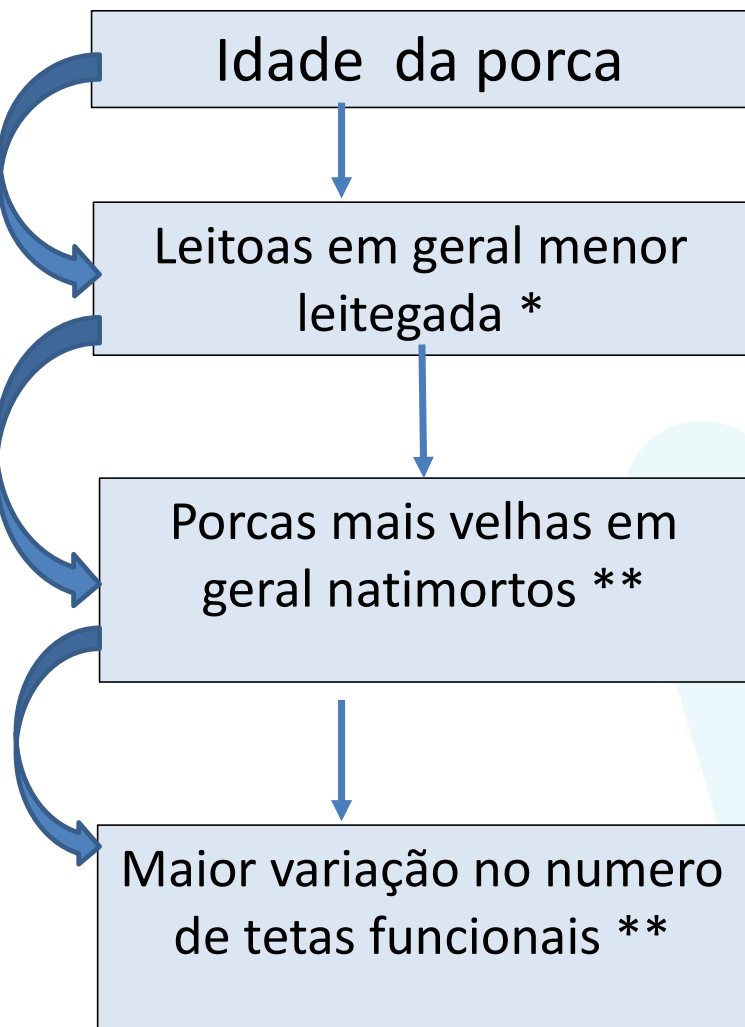 Idade da porca
Leitoas em geral menor
leitegada *
Porcas mais velhas em
geral natimortos **
Maior variação no numero
de tetas funcionais **